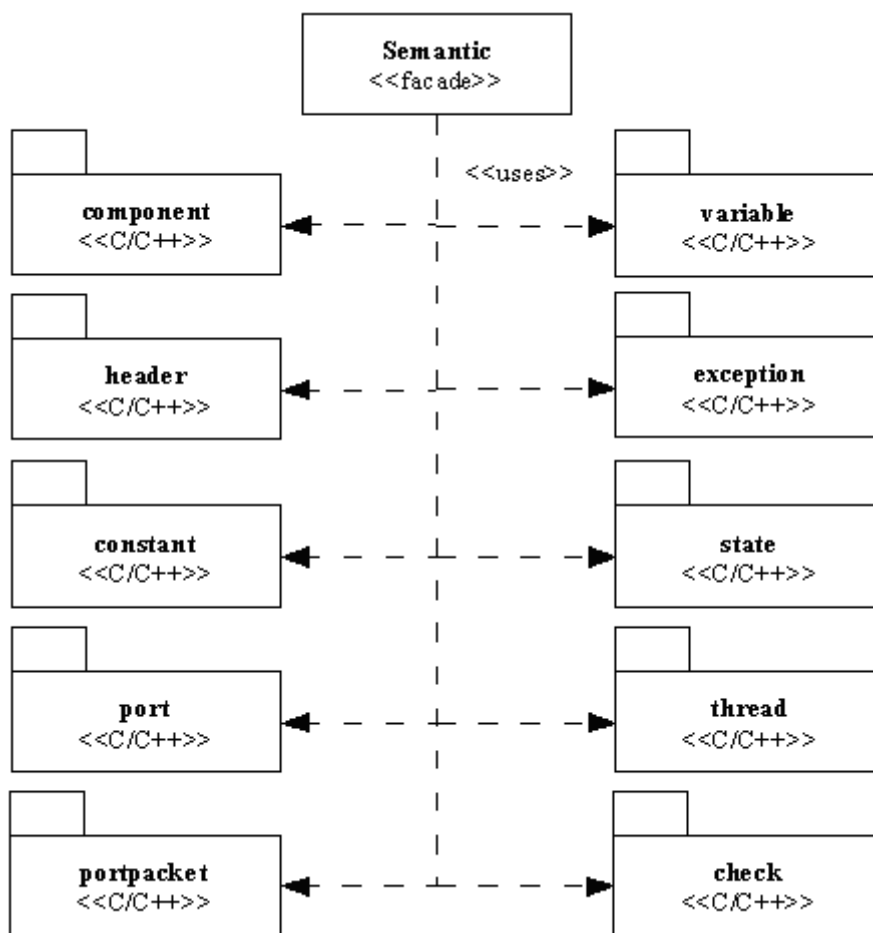 Semantic
<<facade>>
<<uses>>
component
<<C/C++>>
variable
<<C/C++>>
header
<<C/C++>>
exception
<<C/C++>>
constant
<<C/C++>>
state
<<C/C++>>
port
<<C/C++>>
thread
<<C/C++>>
portpacket
<<C/C++>>
check
<<C/C++>>